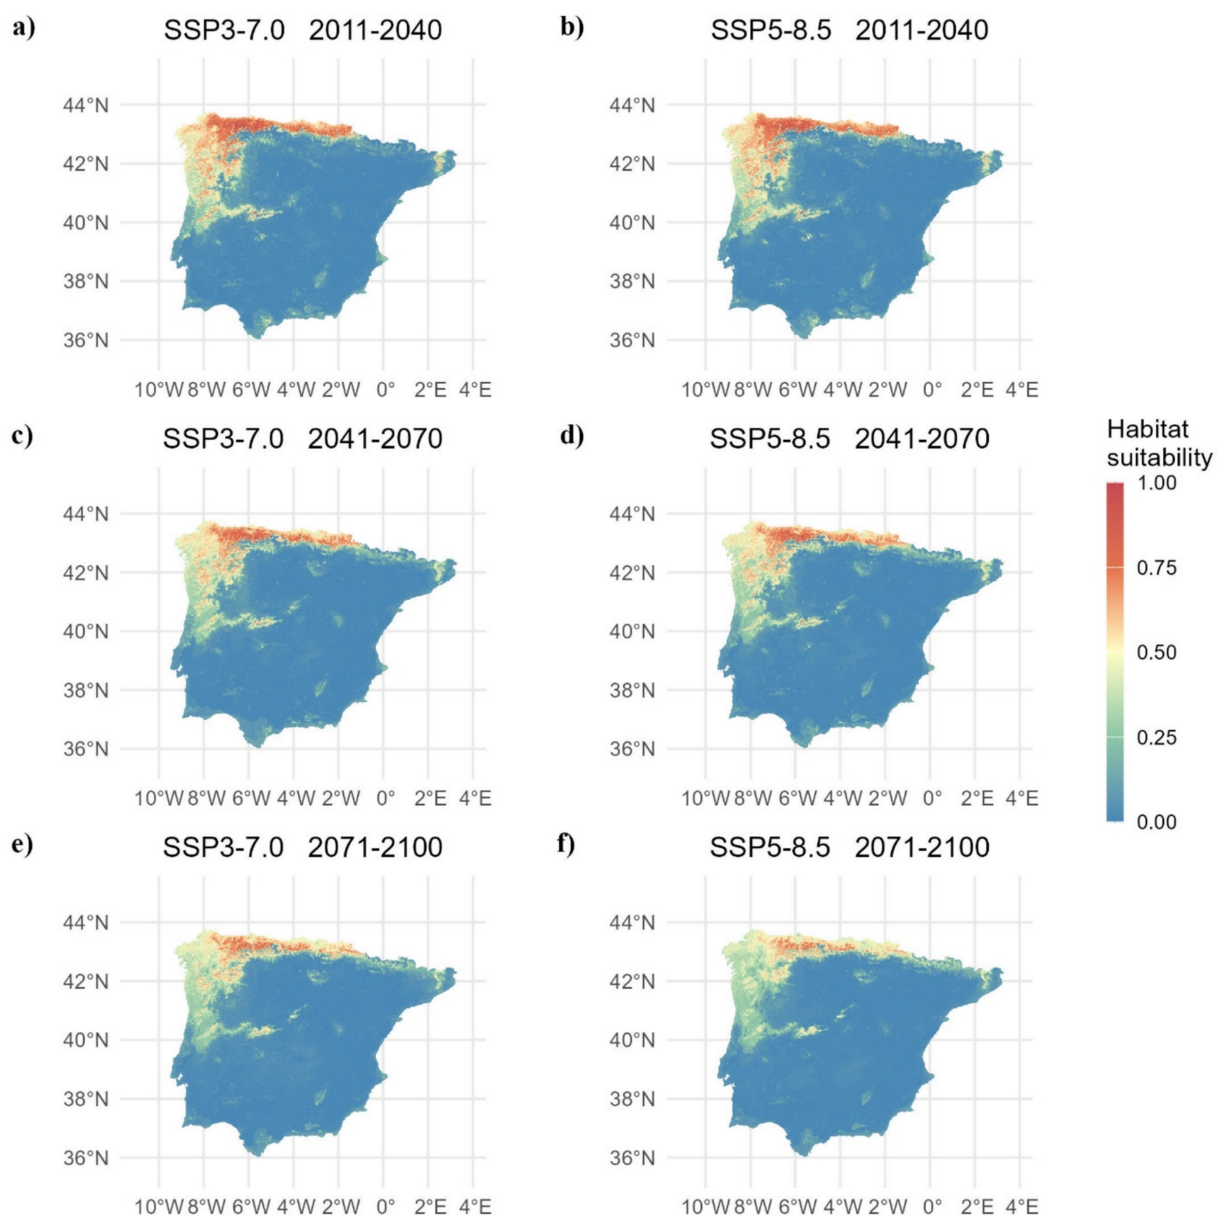 a) SSP3-7.0 2011-2040 b) SSP5-8.5 2011-2040
44°N 44°N
42°N 42°N
40°N 40°N
38°N 38°N
36°N 36°N
10°W 8°W 6°W 4°W 2°W 0° 2°E 4°E 10°W 8°W 6°W 4°W 2°W 0° 2°E 4°E
c) SSP3-7.0 2041-2070 d) SSP5-8.5 2041-2070
44°N 44°N
42°N 42°N
40°N 40°N
38°N 38°N
36°N 36°N
10°W 8°W 6°W 4°W 2°W 0° 2°E 4°E 10°W 8°W 6°W 4°W 2°W 0° 2°E 4°E
e) SSP3-7.0 2071-2100 f) SSP5-8.5 2071-2100
44°N 44°N
42°N 42°N
40°N 40°N
38°N 38°N
36°N 36°N
10°W 8°W 6°W 4°W 2°W 0° 2°E 4°E 10°W 8°W 6°W 4°W 2°W 0° 2°E 4°E
Habitat
suitability
1.00
0.75
0.50
0.25
0.00